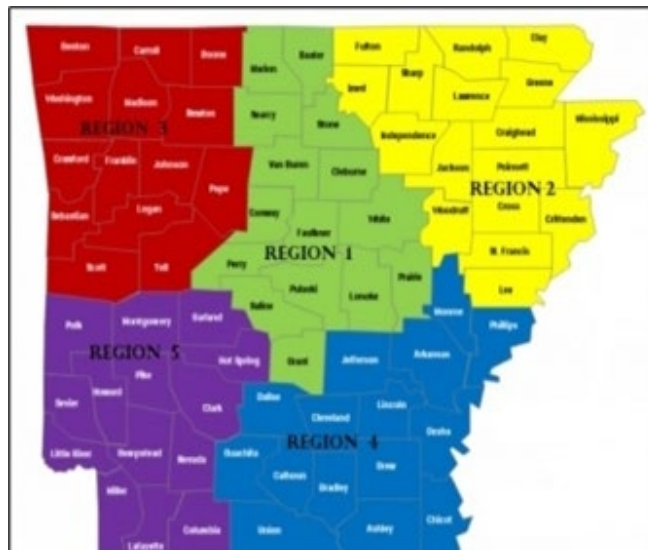 Benton
Carroll
Boone
Marion
Baxter
Fulton
Randolph
Clay
Sharp
Izard
Lawrence
Greene
Washington
Madison
Newton
Searcy
Stone
Independence
Craighead
Mississippi
REGION 3
Crawford
Franklin
Johnson
Pope
Van Buren
Cleburne
Jackson
Poinsett
REGION 2
Sebastian
Logan
Conway
Faulkner
White
Woodruff
Cross
Crittenden
REGION 1
St. Francis
Scott
Yell
Perry
Pulaski
Lonoke
Prairie
Lee
Saline
Monroe
Phillips
Polk
Montgomery
Garland
Grant
Jefferson
Arkansas
REGION 5
Hot Spring
Pike
Sevier
Howard
Clark
Dallas
Cleveland
Lincoln
Desha
REGION 4
Little River
Hempstead
Nevada
Ouachita
Calhoun
Bradley
Drew
Miller
Columbia
Union
Ashley
Chicot
Lafayette